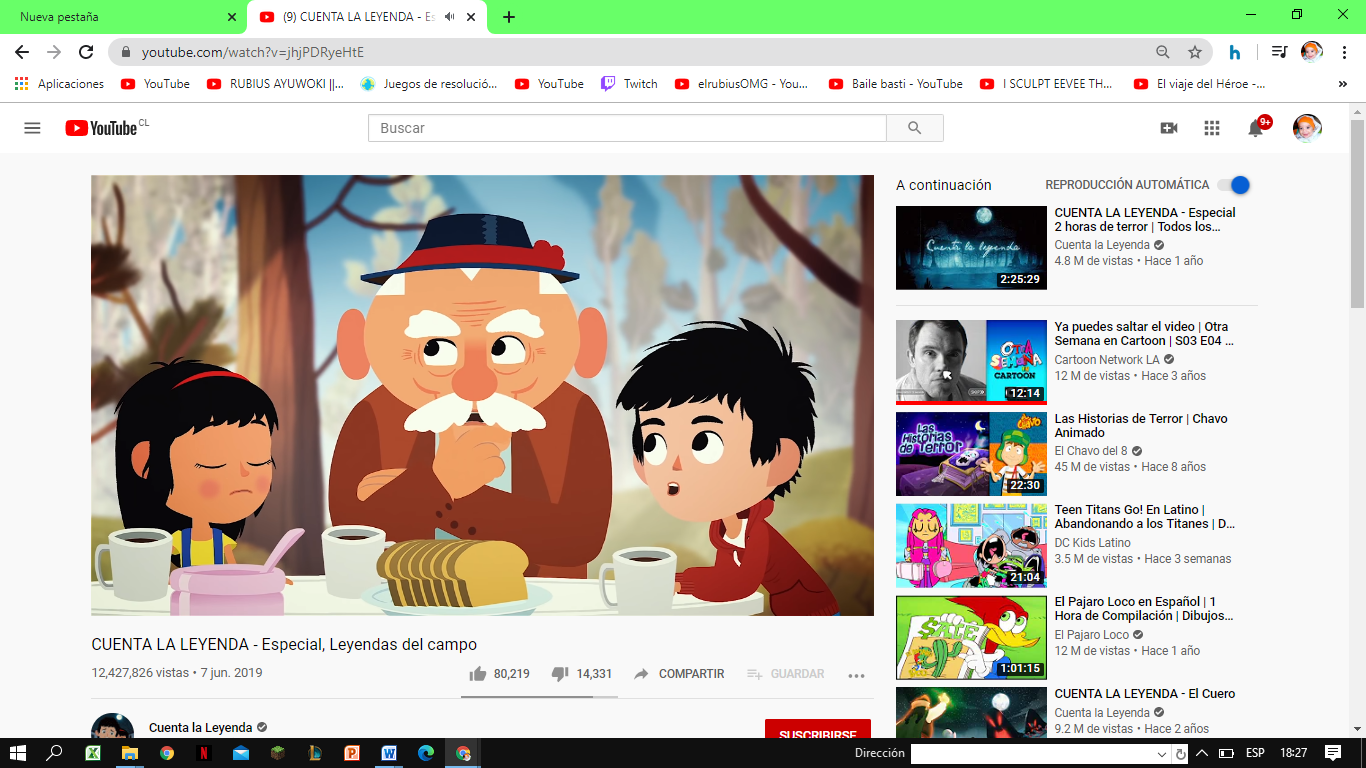 Nueva pestaña
(9) CUENTA LA LEYENDA - Es
youtube.com/watch?v=jhjPDRyeHtE
Aplicaciones
YouTube
RUBIUS AYUWOKI ||...
Juegos de resolució...
YouTube
Twitch
elrubiusOMG - You...
Baile basti - YouTube
I SCULPT EEVEE TH...
El viaje del Héroe -...
YouTube CL
Buscar
9+
A continuación
REPRODUCCIÓN AUTOMÁTICA
Cuenta la leyenda
2:25:29
CUENTA LA LEYENDA - Especial
2 horas de terror | Todos los...
Cuenta la Leyenda
4.8 M de vistas • Hace 1 año
OTRA
SEMANA
EN
CARTOON
12:14
Ya puedes saltar el video | Otra
Semana en Cartoon | S03 E04 ...
Cartoon Network LA
12 M de vistas • Hace 3 años
Las Historias
de Terror
Chavo
22:30
Las Historias de Terror | Chavo
Animado
El Chavo del 8
45 M de vistas • Hace 8 años
21:04
Teen Titans Go! En Latino |
Abandonando a los Titanes | D...
DC Kids Latino
3.5 M de vistas • Hace 3 semanas
1:01:15
El Pajaro Loco en Español | 1
Hora de Compilación | Dibujos...
El Pajaro Loco
12 M de vistas • Hace 1 año
CUENTA LA LEYENDA - El Cuero
Cuenta la Leyenda
9.2 M de vistas • Hace 2 años
CUENTA LA LEYENDA - Especial, Leyendas del campo
12,427,826 vistas • 7 jun. 2019
80,219
14,331
COMPARTIR
GUARDAR
Cuenta la Leyenda
SUSCRIBIRSE
Dirección
ESP
18:27